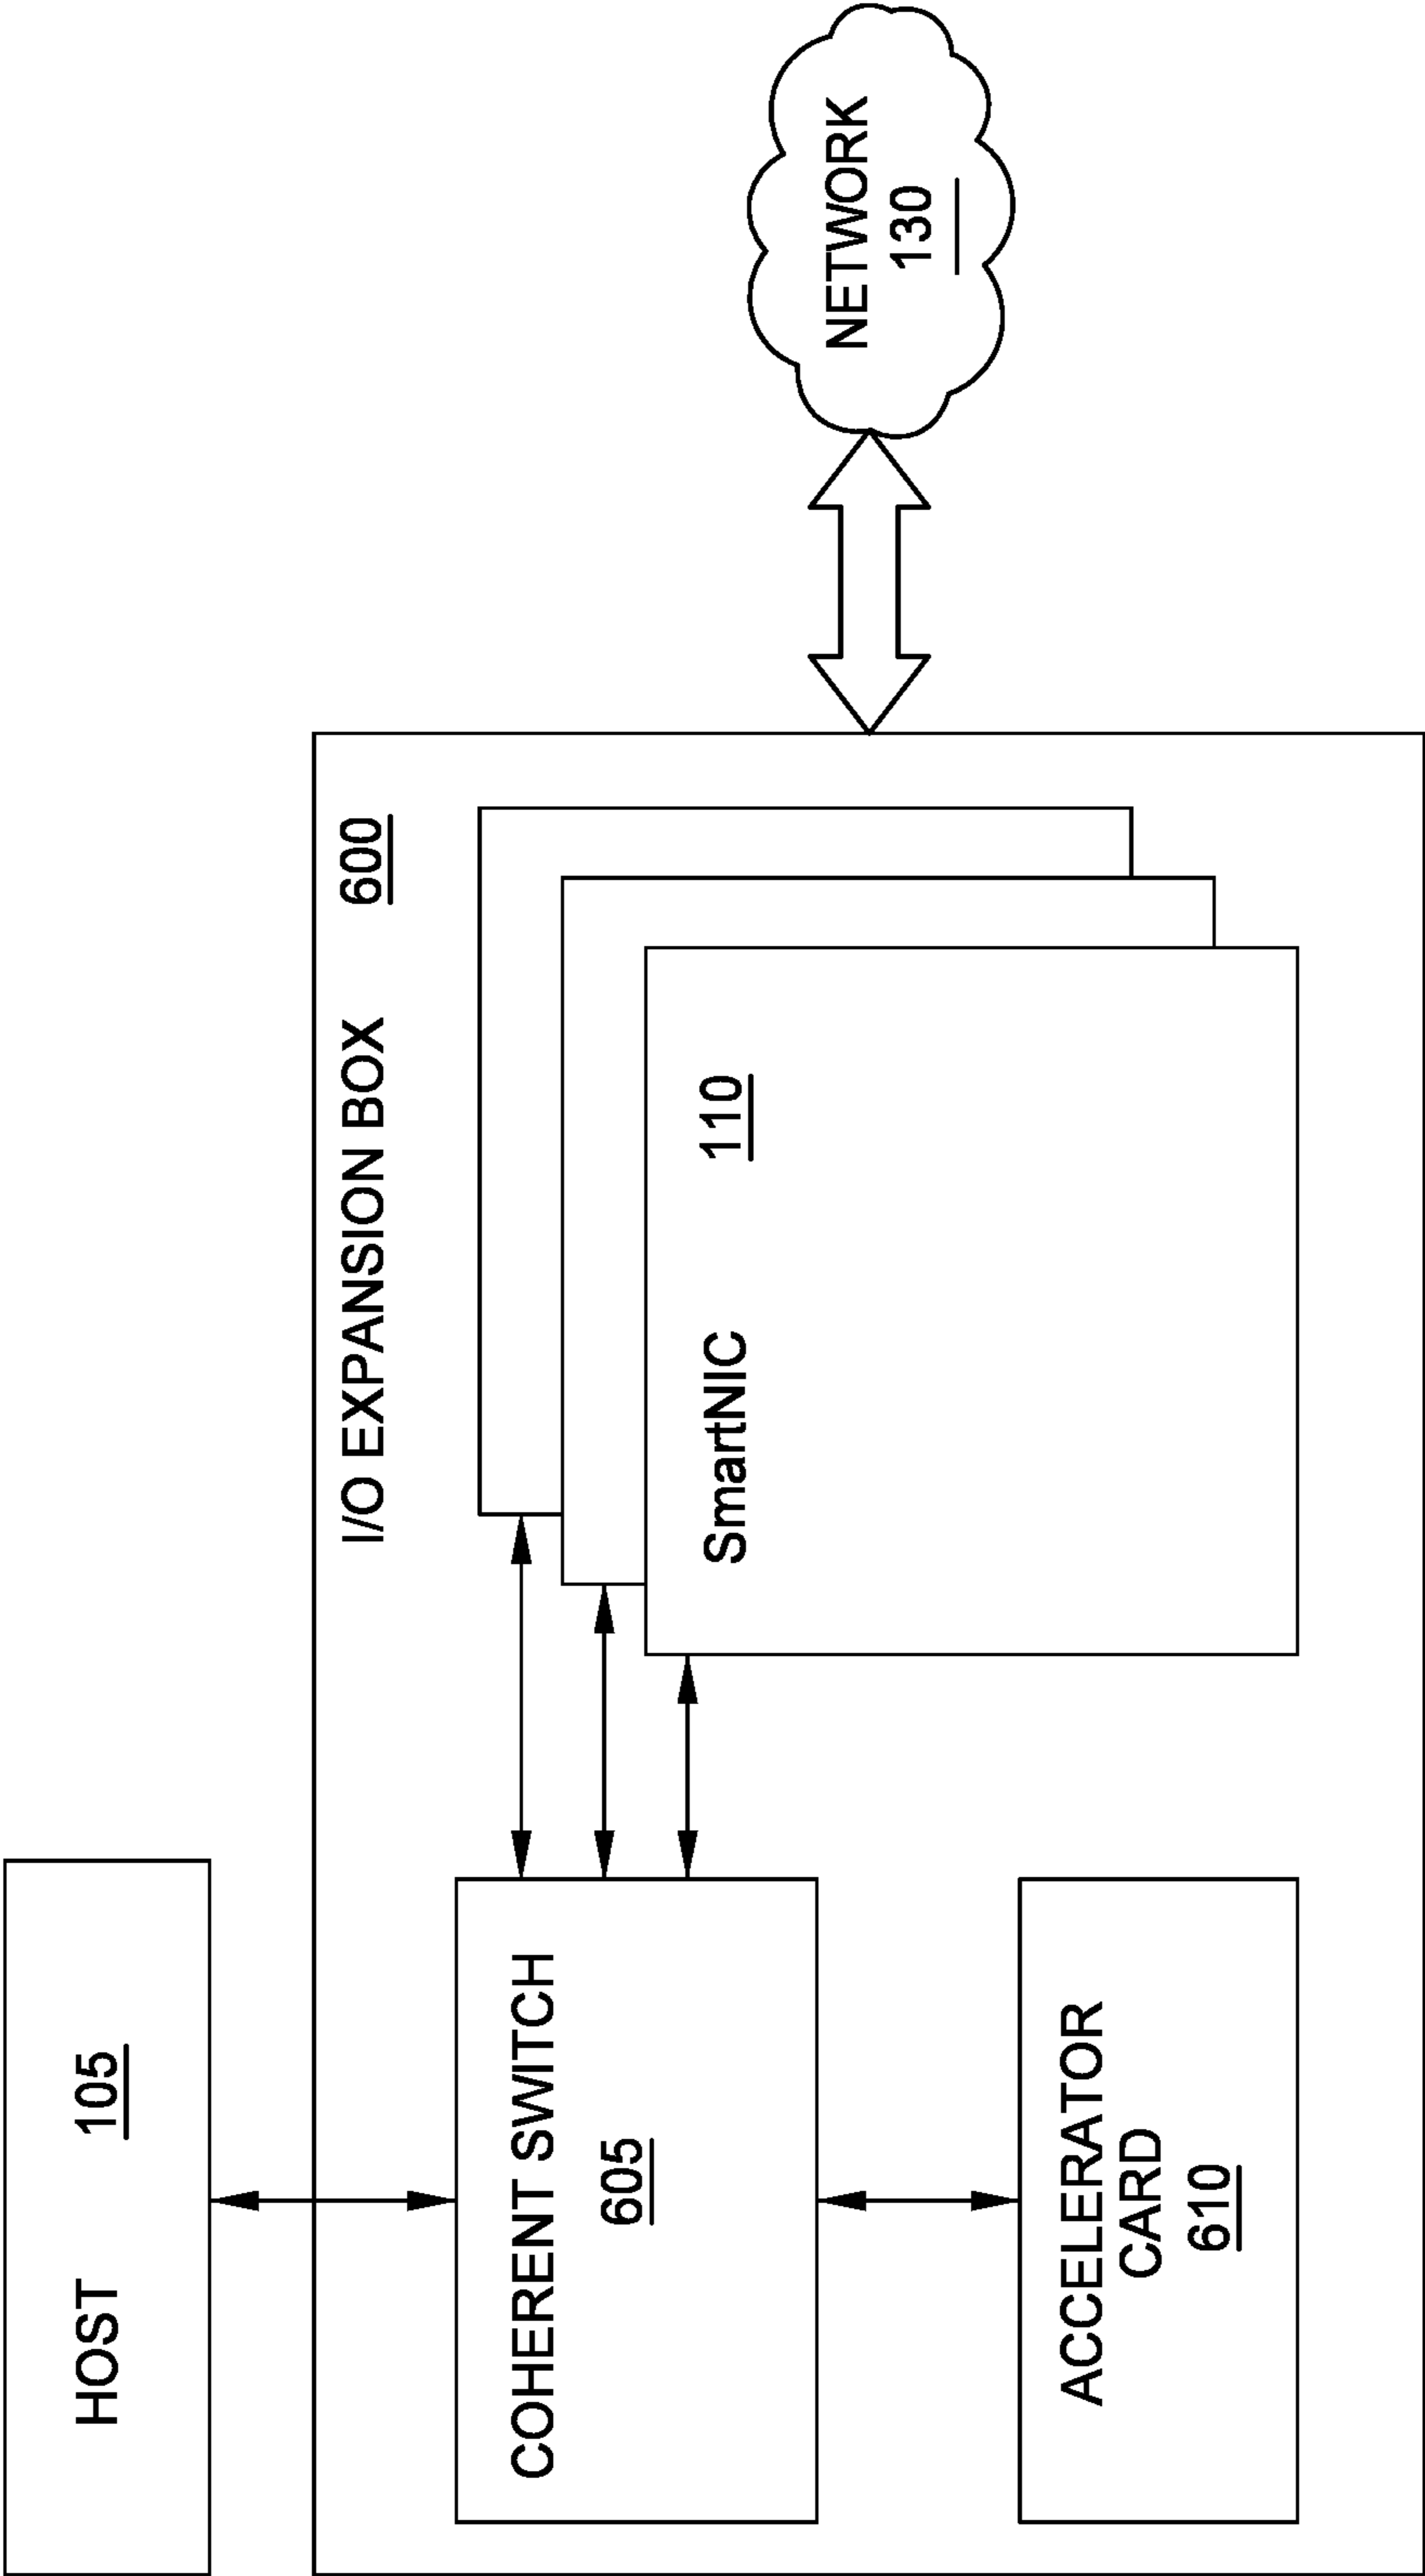 HOST 105
I/O EXPANSION BOX 600
COHERENT SWITCH
605
SmartNIC 110
ACCELERATOR
CARD
610
NETWORK
130